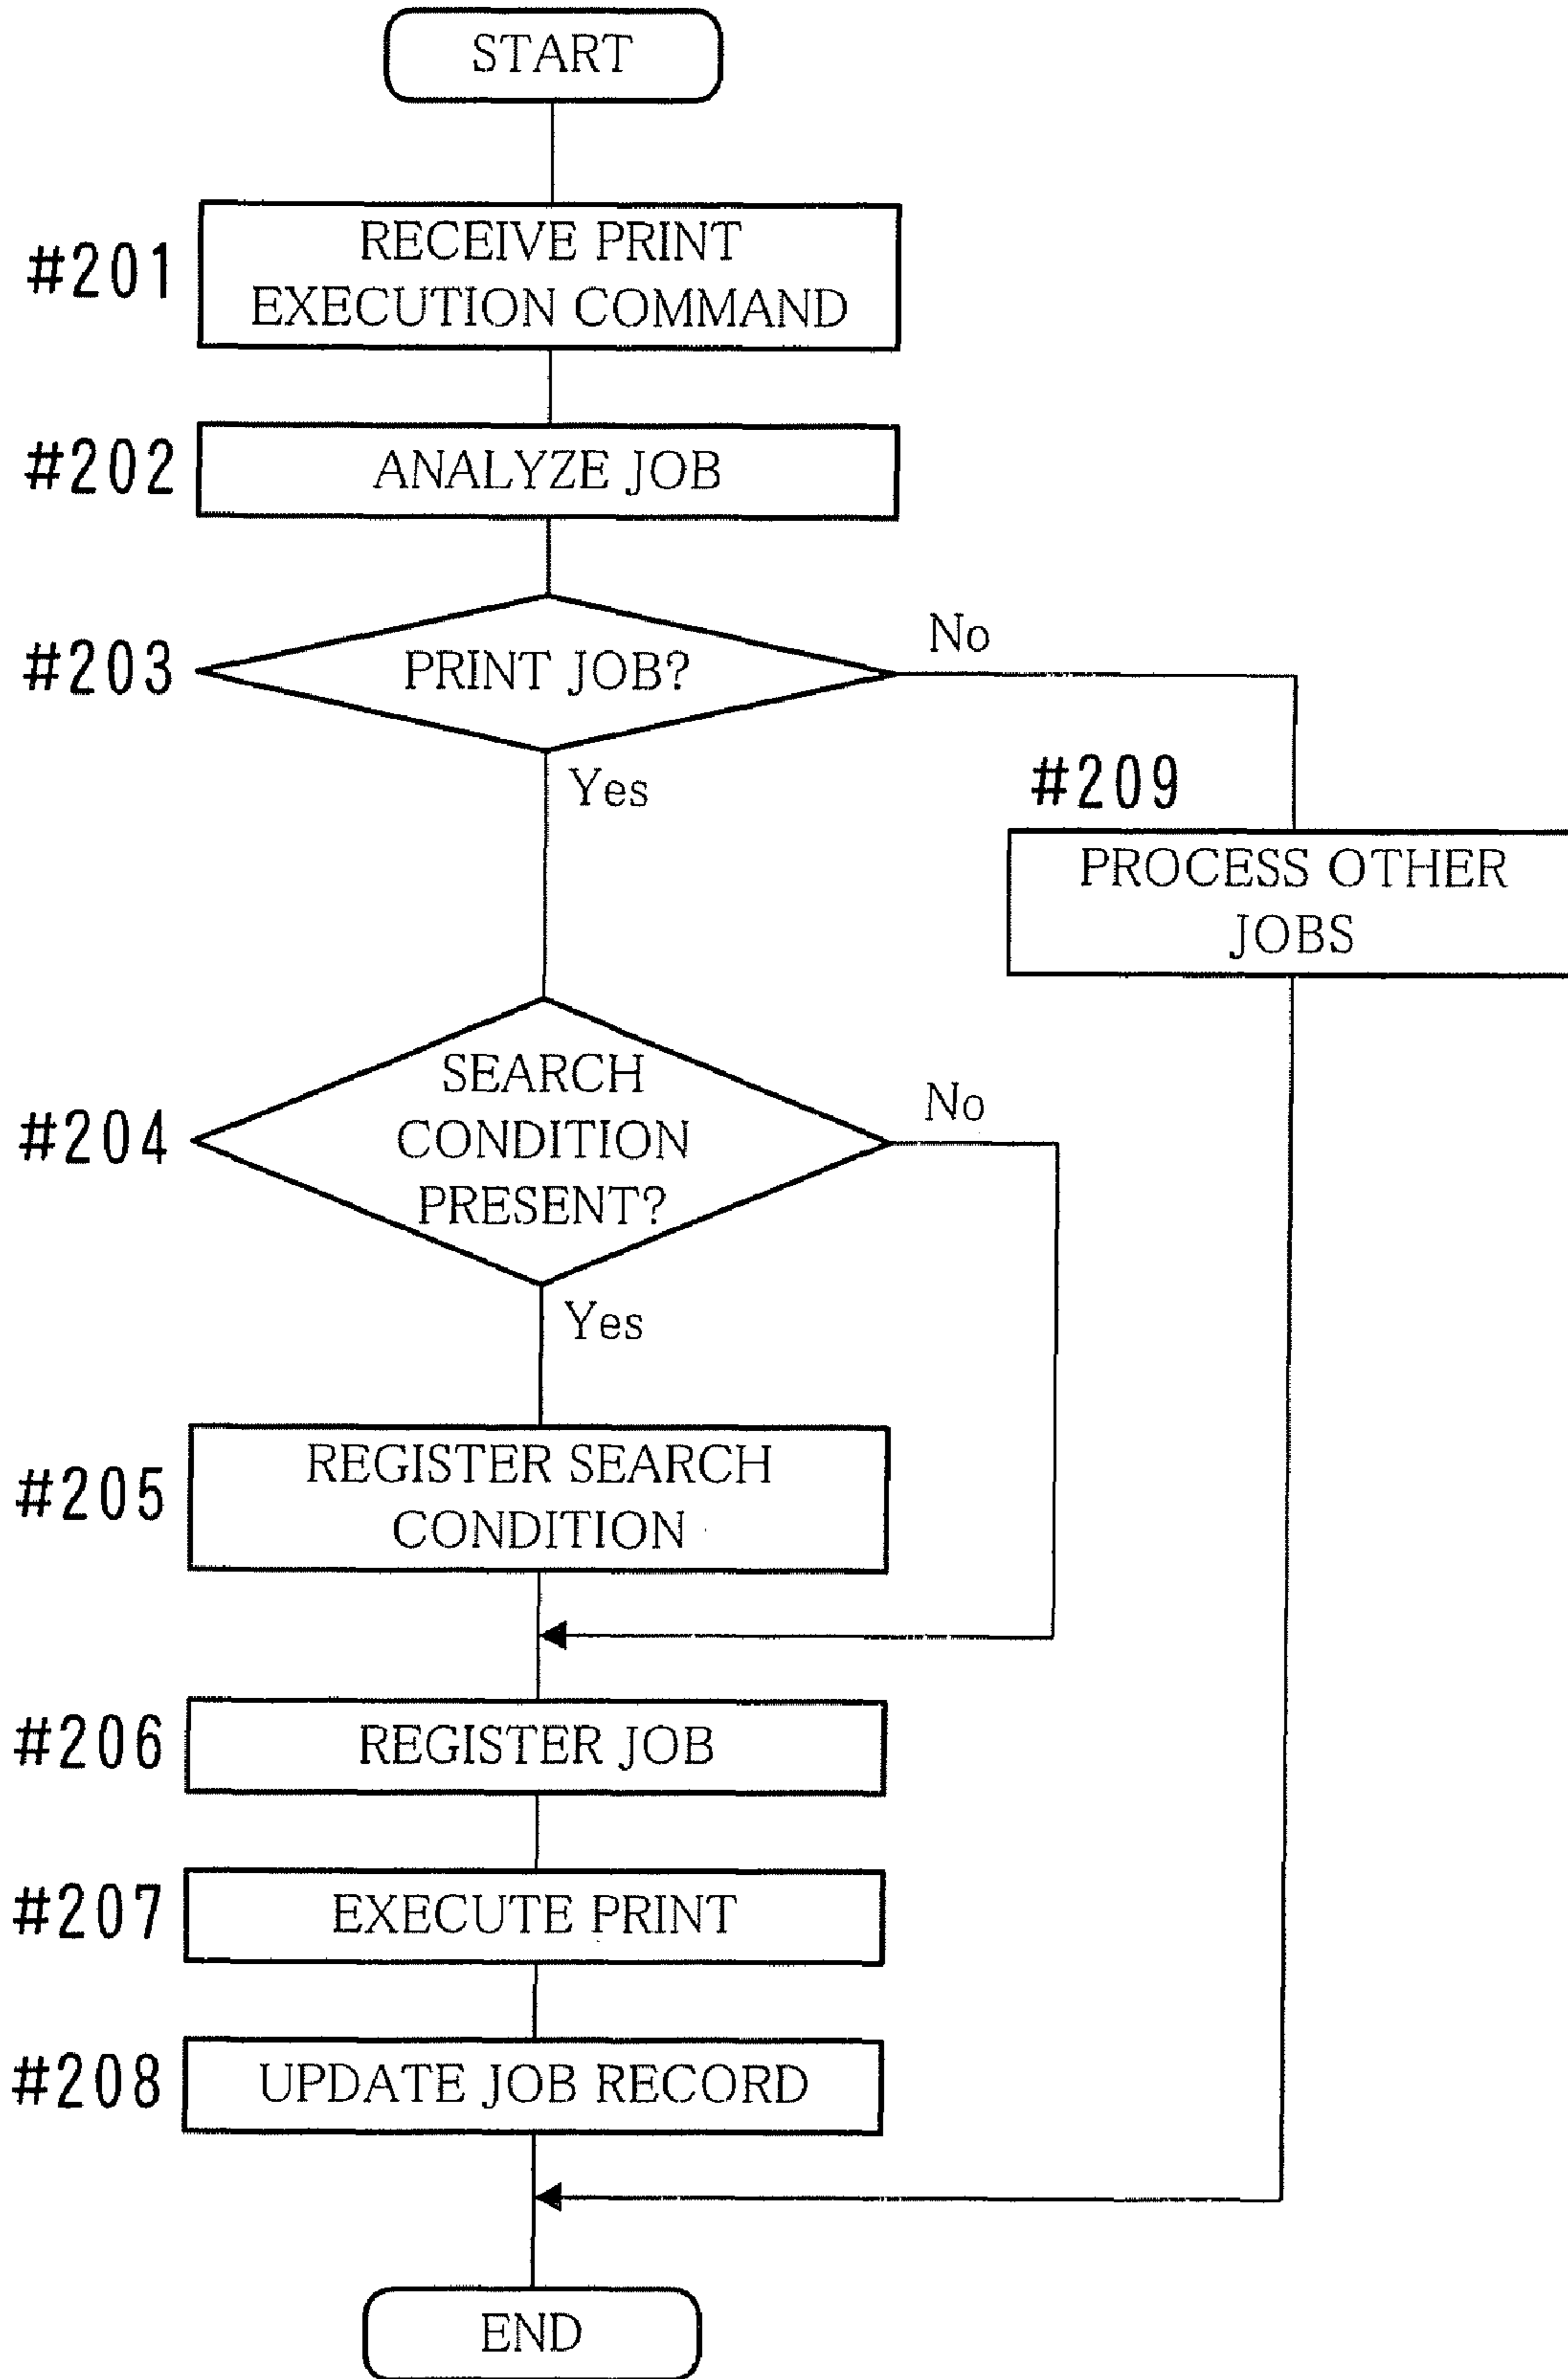 START
#201
RECEIVE PRINT
EXECUTION COMMAND
#202
ANALYZE JOB
#203
PRINT JOB?
No
Yes
#209
PROCESS OTHER
JOBS
#204
SEARCH
CONDITION
PRESENT?
No
Yes
#205
REGISTER SEARCH
CONDITION
#206
REGISTER JOB
#207
EXECUTE PRINT
#208
UPDATE JOB RECORD
END